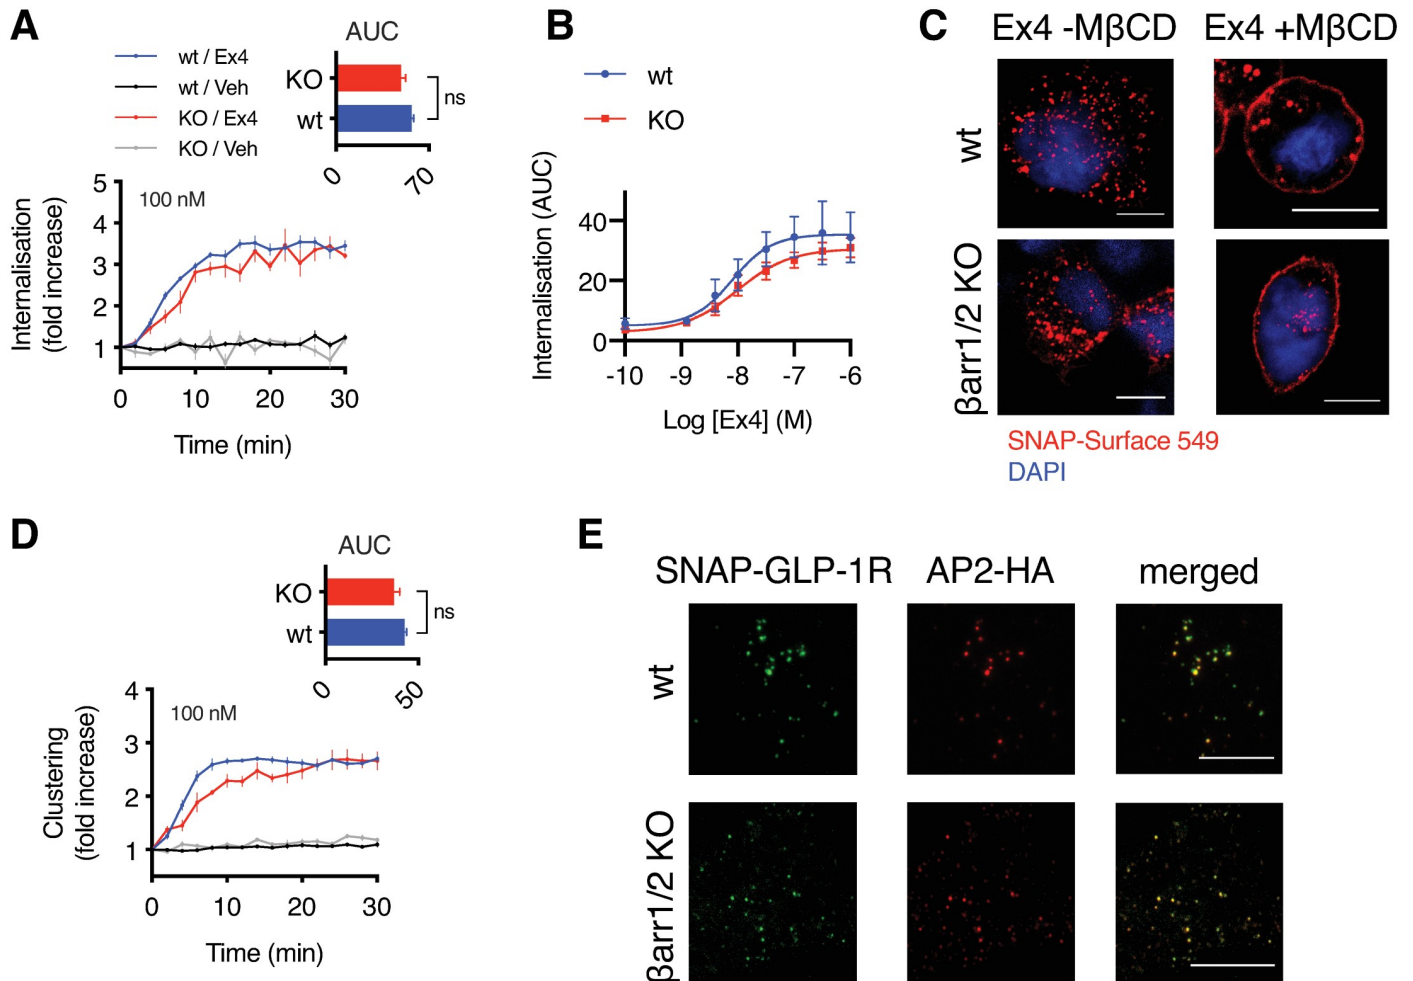 A
AUC
wt / Ex4
wt / Veh
KO / Ex4
KO / Veh
KO
wt
ns
0
70
100 nM
Internalisation
(fold increase)
5
4
3
2
1
0
10
20
30
Time (min)
B
wt
KO
Internalisation (AUC)
40
20
0
-10
-9
-8
-7
-6
Log [Ex4] (M)
C
Ex4 -MβCD
Ex4 +MβCD
wt
βarr1/2 KO
SNAP-Surface 549
DAPI
D
AUC
KO
wt
ns
0
50
100 nM
Clustering
(fold increase)
4
3
2
1
0
10
20
30
Time (min)
E
SNAP-GLP-1R
AP2-HA
merged
wt
βarr1/2 KO